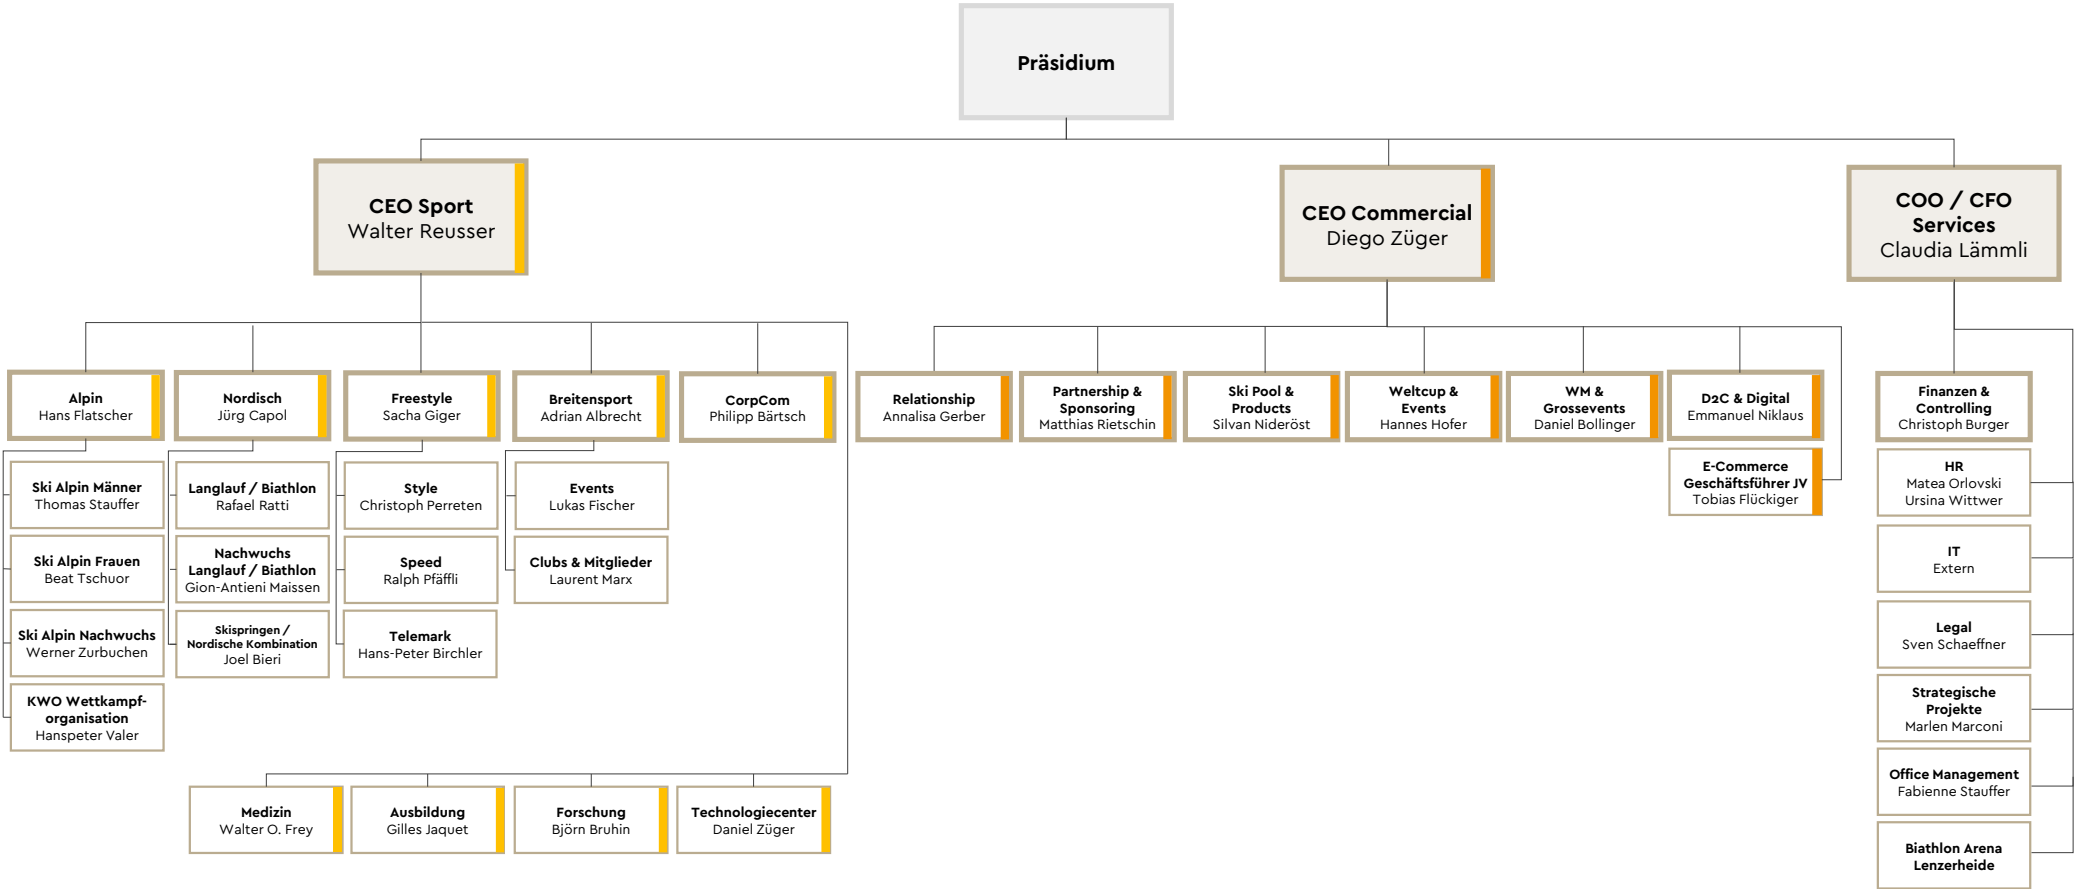 Präsidium
CEO Sport
Walter Reusser
CEO Commercial
Diego Züger
COO / CFO
Services
Claudia Lämmli
Alpin
Hans Flatscher
Nordisch
Jürg Capol
Freestyle
Sacha Giger
Breitensport
Adrian Albrecht
CorpCom
Philipp Bärtsch
Relationship
Annalisa Gerber
Partnership &
Sponsoring
Matthias Rietschin
Ski Pool &
Products
Silvan Nideröst
Weltcup &
Events
Hannes Hofer
WM &
Grossevents
Daniel Bollinger
D2C & Digital
Emmanuel Niklaus
Finanzen &
Controlling
Christoph Burger
Ski Alpin Männer
Thomas Stauffer
Ski Alpin Frauen
Beat Tschuor
Ski Alpin Nachwuchs
Werner Zurbuchen
KWO Wettkampf-
organisation
Hanspeter Valer
Langlauf / Biathlon
Rafael Ratti
Nachwuchs
Langlauf / Biathlon
Gion-Antieni Maissen
Skispringen /
Nordische Kombination
Joel Bieri
Style
Christoph Perreten
Speed
Ralph Pfäffli
Telemark
Hans-Peter Birchler
Events
Lukas Fischer
Clubs & Mitglieder
Laurent Marx
E-Commerce
Geschäftsführer JV
Tobias Flückiger
HR
Matea Orlovski
Ursina Wittwer
IT
Extern
Legal
Sven Schaeffner
Strategische
Projekte
Marlen Marconi
Office Management
Fabienne Stauffer
Biathlon Arena
Lenzerheide
Medizin
Walter O. Frey
Ausbildung
Gilles Jaquet
Forschung
Björn Bruhin
Technologiecenter
Daniel Züger